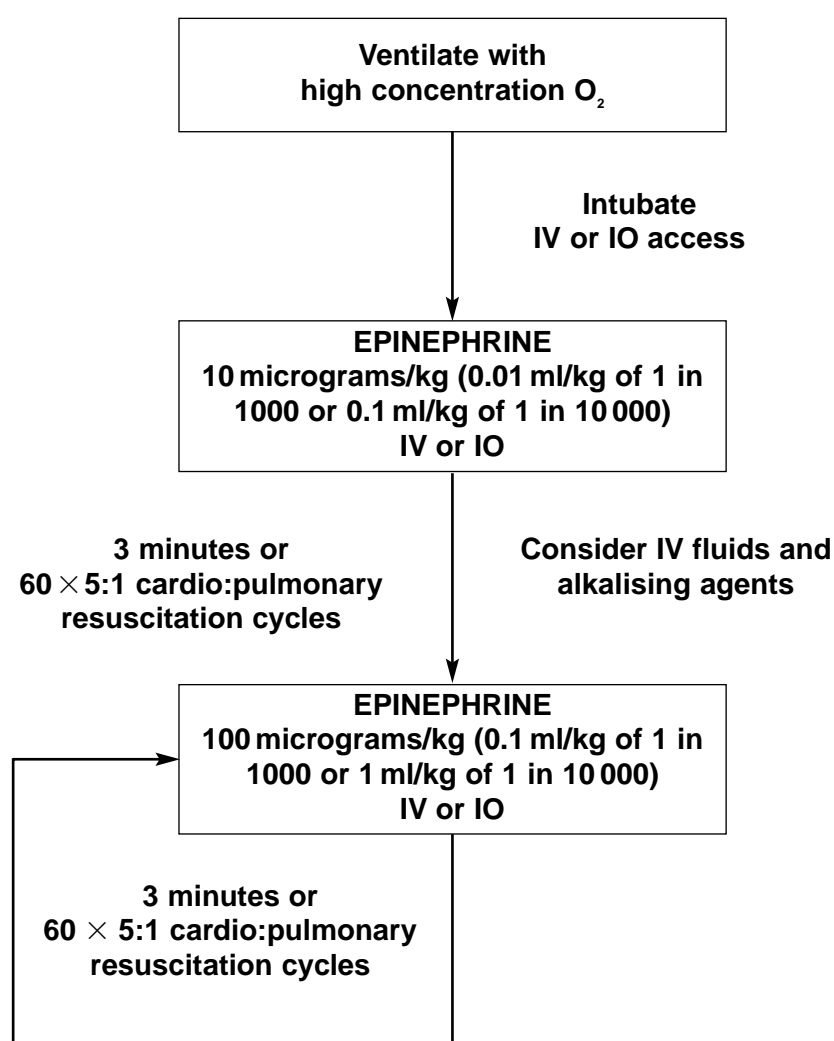 Ventilate with
high concentration O₂
Intubate
IV or IO access
EPINEPHRINE
10 micrograms/kg (0.01 ml/kg of 1 in
1000 or 0.1 ml/kg of 1 in 10 000)
IV or IO
3 minutes or
60 × 5:1 cardio:pulmonary
resuscitation cycles
Consider IV fluids and
alkalising agents
EPINEPHRINE
100 micrograms/kg (0.1 ml/kg of 1 in
1000 or 1 ml/kg of 1 in 10 000)
IV or IO
3 minutes or
60 × 5:1 cardio:pulmonary
resuscitation cycles